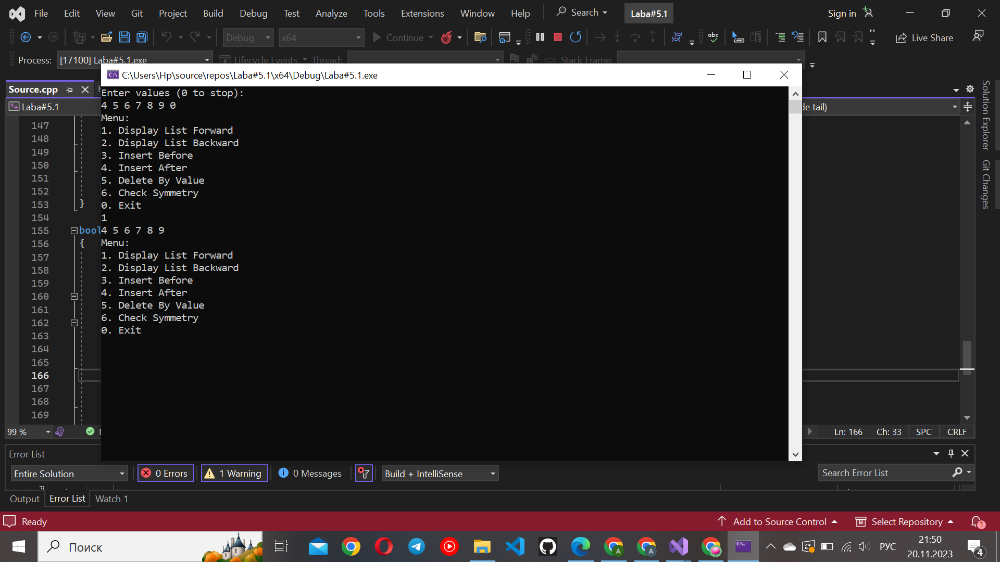 File Edit View Git Project Build Debug Test Analyze Tools Extensions Window Help Search Laba#5.1 Sign in
Debug x64 Continue Live Share
Process: [17100] Laba#5.1.exe Lifecycle Events Thread: Stack Frame:
C:\Users\Hp\source\repos\Laba#5.1\x64\Debug\Laba#5.1.exe
Source.cpp
Laba#5.1
de tail)
Solution Explorer
Git Changes
Enter values (0 to stop):
4 5 6 7 8 9 0
Menu:
1. Display List Forward
2. Display List Backward
3. Insert Before
4. Insert After
5. Delete By Value
6. Check Symmetry
0. Exit
1
4 5 6 7 8 9
Menu:
1. Display List Forward
2. Display List Backward
3. Insert Before
4. Insert After
5. Delete By Value
6. Check Symmetry
0. Exit
147
148
149
150
151
152
153 }
154
155 bool
156 {
157
158
159
160
161
162
163
164
165
166
167
168
169
99 % Ln: 166 Ch: 33 SPC CRLF
Error List
Entire Solution 0 Errors 1 Warning 0 Messages Build + IntelliSense Search Error List
Output Error List Watch 1
Ready Add to Source Control Select Repository 1
Поиск РУС 21:50
20.11.2023 4